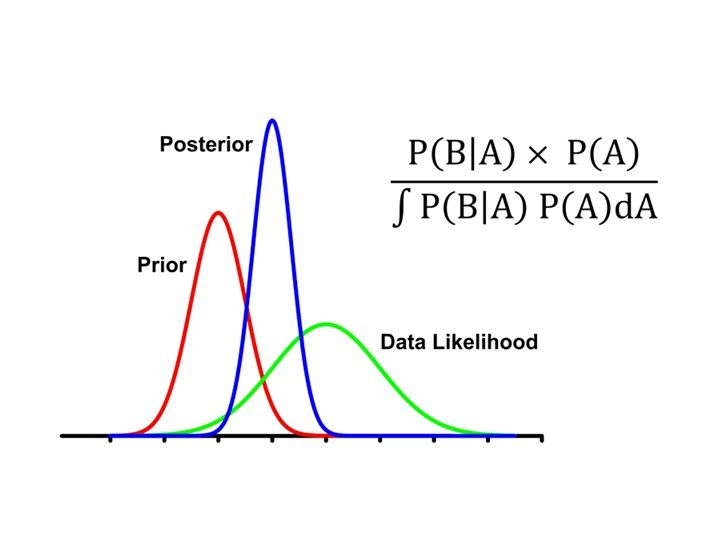 Posterior
P(B|A) × P(A)
∫ P(B|A) P(A)dA
Prior
Data Likelihood